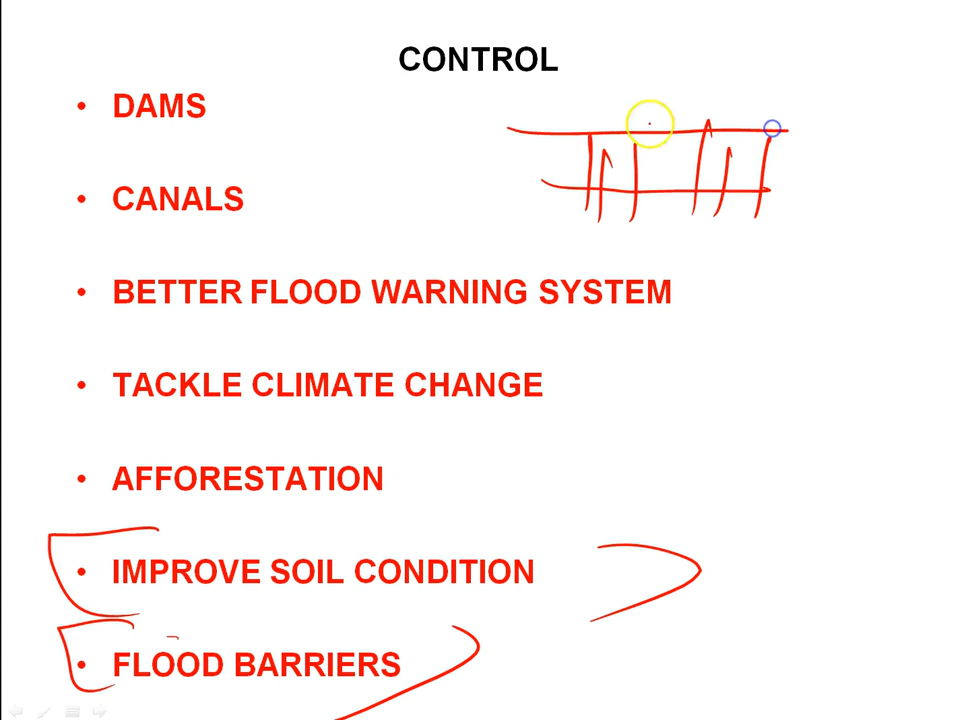 CONTROL
• DAMS
• CANALS
• BETTER FLOOD WARNING SYSTEM
• TACKLE CLIMATE CHANGE
• AFFORESTATION
• IMPROVE SOIL CONDITION
• FLOOD BARRIERS